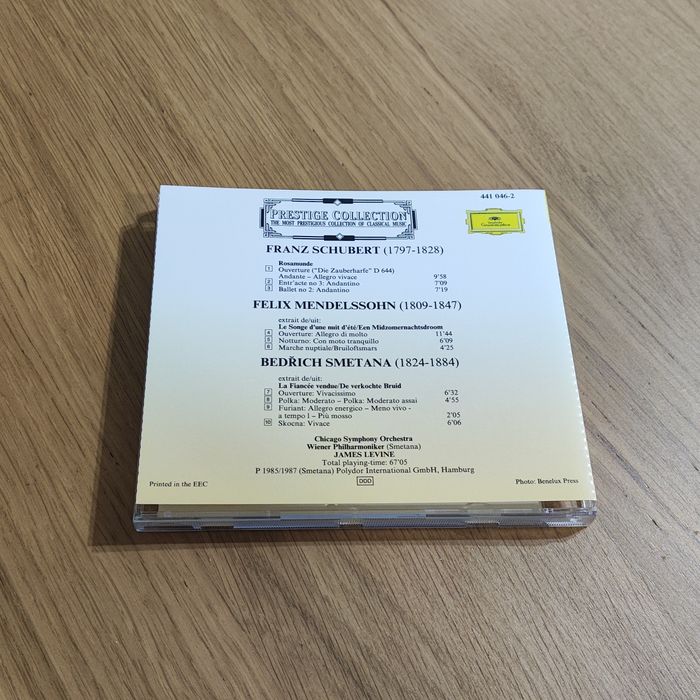 441 046-2
PRESTIGE COLLECTION
THE MOST PRESTIGIOUS COLLECTION OF CLASSICAL MUSIC
Deutsche
Grammophon
FRANZ SCHUBERT (1797-1828)
Rosamunde
1 Ouverture ("Die Zauberharfe" D 644)
Andante – Allegro vivace 9'58
2 Entr'acte no 3: Andantino 7'09
3 Ballet no 2: Andantino 7'19
FELIX MENDELSSOHN (1809-1847)
extrait de/uit:
Le Songe d'une nuit d'été/Een Midzomernachtsdroom
4 Ouverture: Allegro di molto 11'44
5 Notturno: Con moto tranquillo 6'09
6 Marche nuptiale/Bruiloftsmars 4'25
BEDŘICH SMETANA (1824-1884)
extrait de/uit:
La Fiancée vendue/De verkochte Bruid
7 Ouverture: Vivacissimo 6'32
8 Polka: Moderato – Polka: Moderato assai 4'55
9 Furiant: Allegro energico – Meno vivo -
a tempo I – Più mosso 2'05
10 Skocna: Vivace 6'06
Chicago Symphony Orchestra
Wiener Philharmoniker (Smetana)
JAMES LEVINE
Total playing-time: 67'05
P 1985/1987 (Smetana) Polydor International GmbH, Hamburg
Printed in the EEC
DDD
Photo: Benelux Press